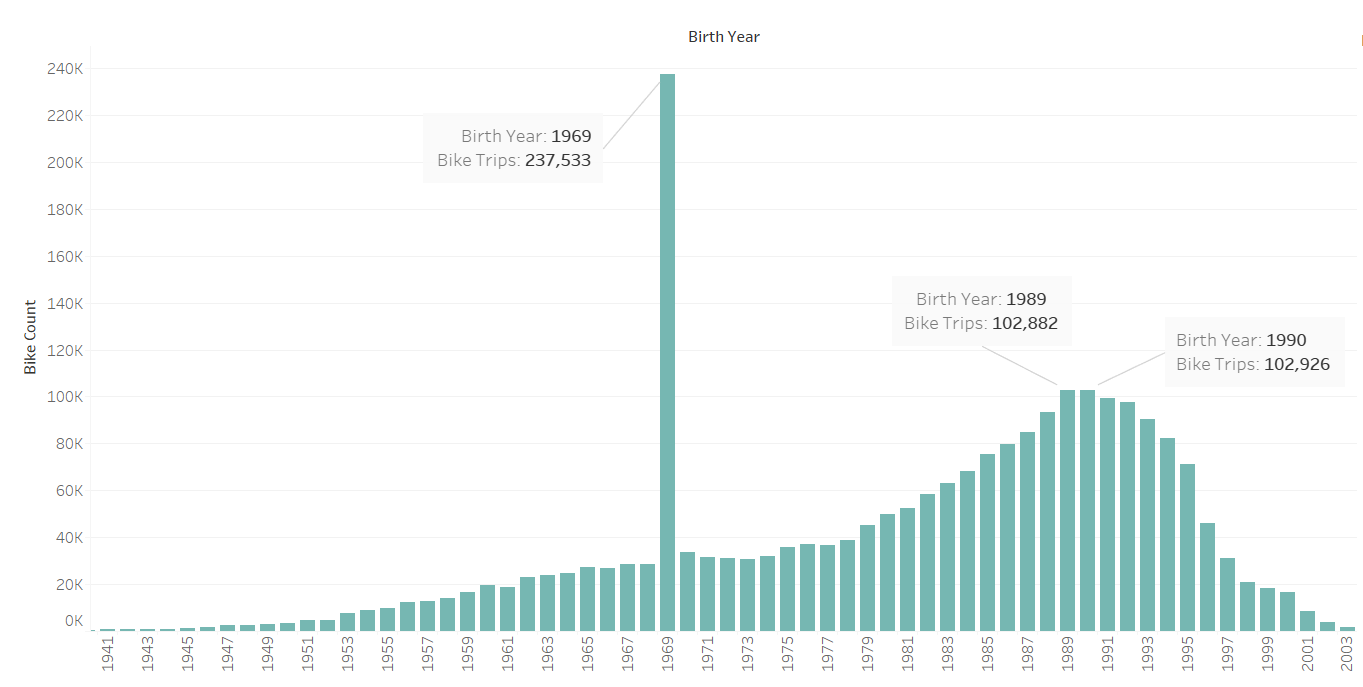 Birth Year
240K
220K
Birth Year: 1969
Bike Trips: 237,533
200K
180K
160K
Birth Year: 1989
Bike Trips: 102,882
140K
Birth Year: 1990
Bike Trips: 102,926
120K
100K
80K
60K
40K
20K
0K
Bike Count
1941
1943
1945
1947
1949
1951
1953
1955
1957
1959
1961
1963
1965
1967
1969
1971
1973
1975
1977
1979
1981
1983
1985
1987
1989
1991
1993
1995
1997
1999
2001
2003